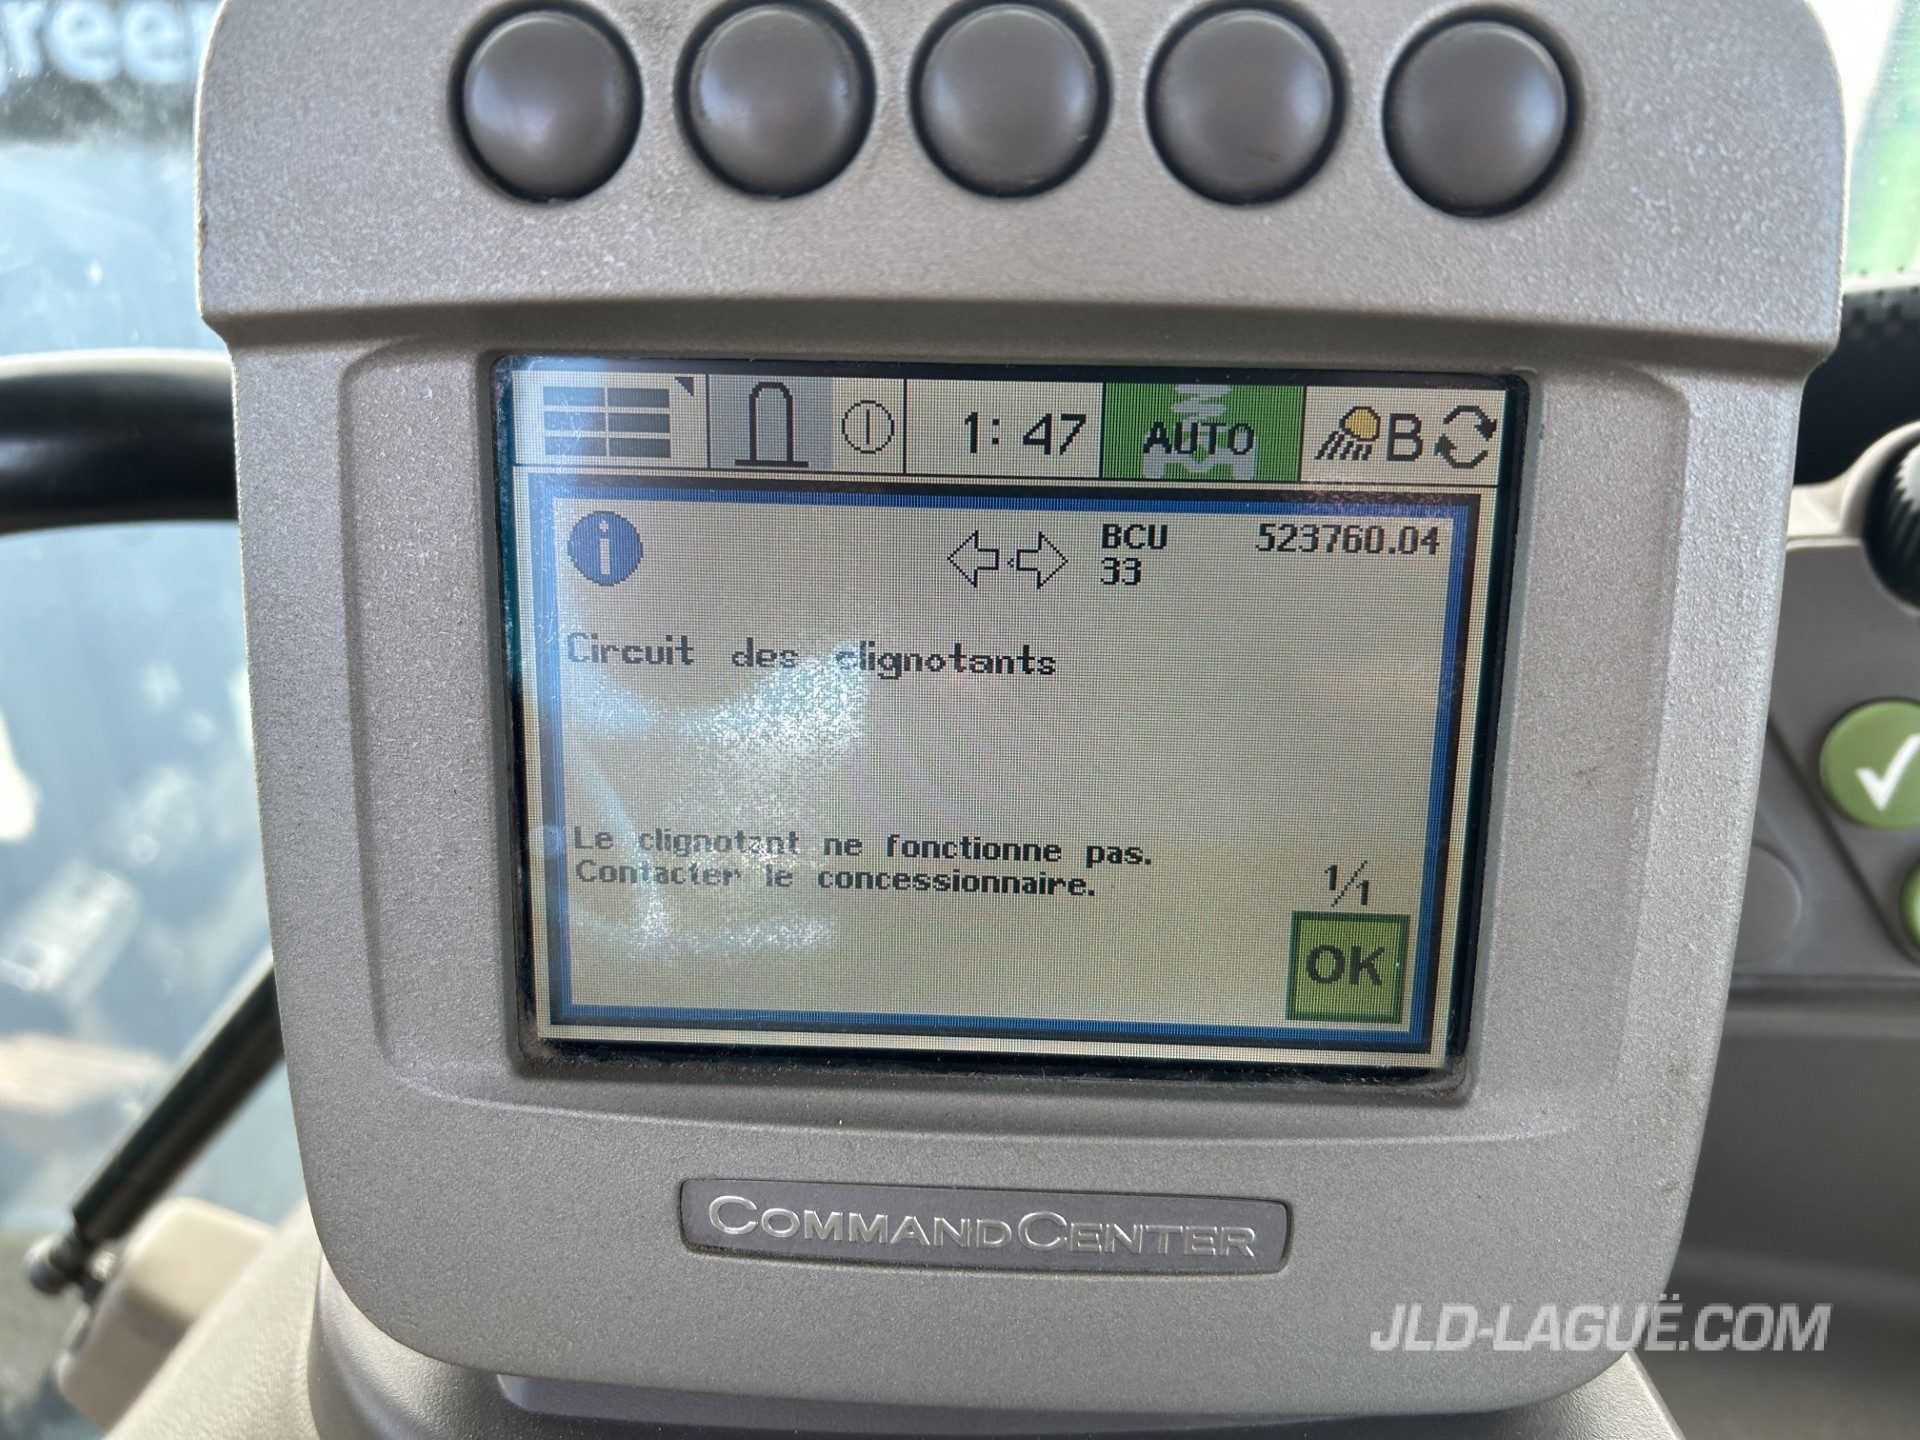 reen
1:47 AUTO B
BCU 523760.04
33
Circuit des clignotants
Le clignotant ne fonctionne pas.
Contacter le concessionnaire.
1/1
OK
COMMANDCENTER
JLD-LAGUË.COM